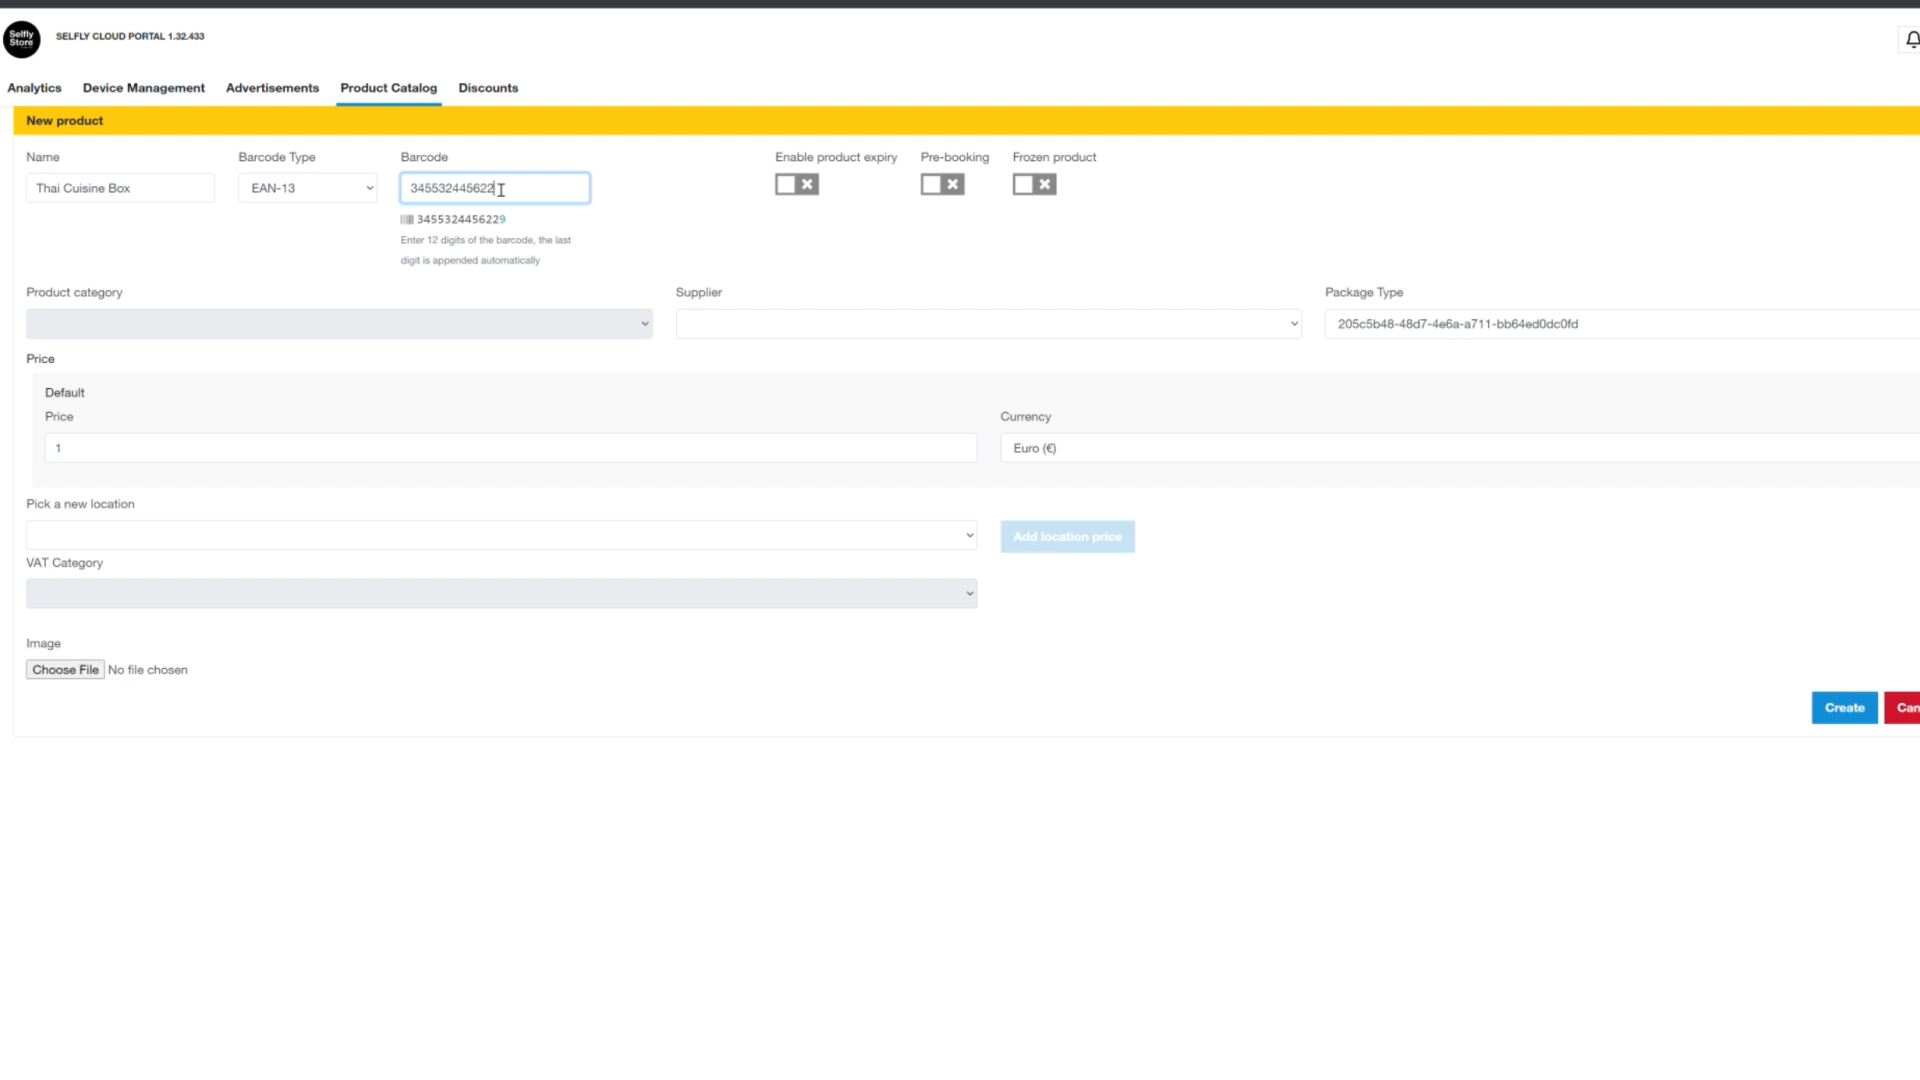 Selfly
Store
SELFLY CLOUD PORTAL 1.32.433
Analytics Device Management Advertisements Product Catalog Discounts
New product
Name Barcode Type Barcode Enable product expiry Pre-booking Frozen product
Thai Cuisine Box EAN-13 345532445622
3455324456229
Enter 12 digits of the barcode, the last
digit is appended automatically
Product category Supplier Package Type
205c5b48-48d7-4e6a-a711-bb64ed0dc0fd
Price
Default
Price Currency
1 Euro (€)
Pick a new location
Add location price
VAT Category
Image
Choose File No file chosen
Create Can